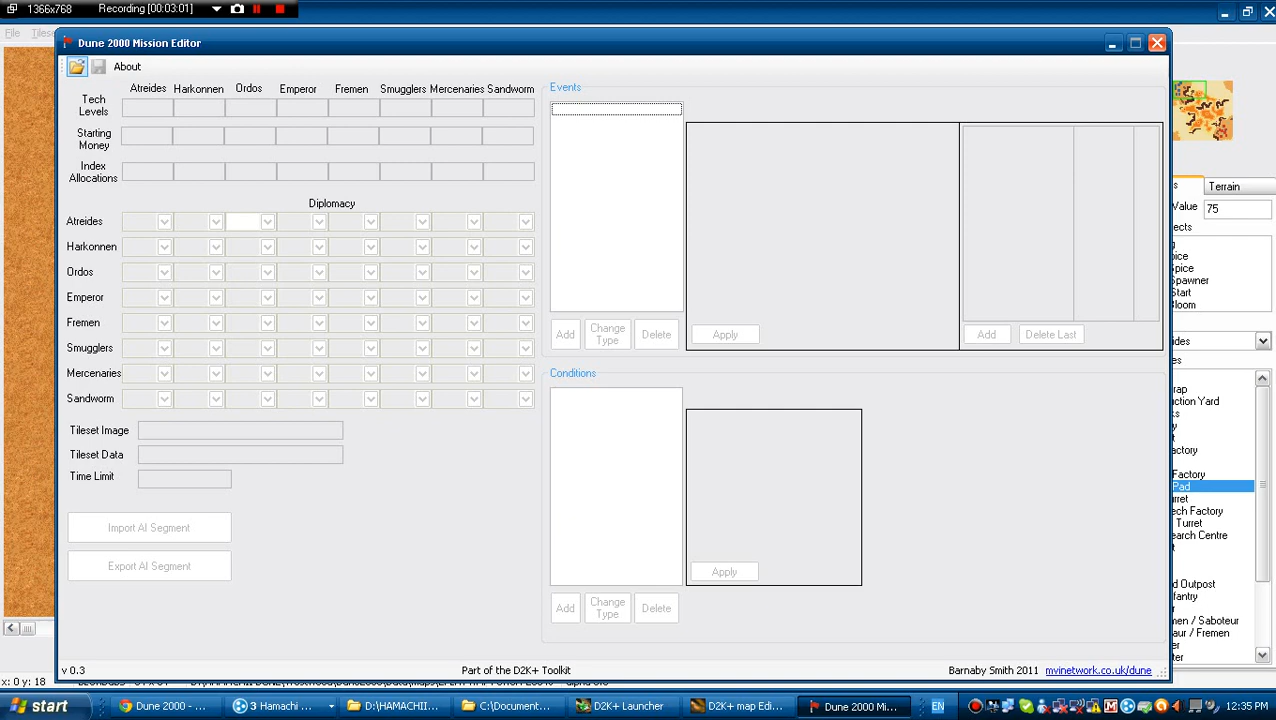 1366x768 Recording [00:03:01]
File
Dune 2000 Mission Editor
About
Atreides Harkonnen Ordos Emperor Fremen Smugglers Mercenaries Sandworm
Tech
Levels
Starting
Money
Index
Allocations
Diplomacy
Atreides
Harkonnen
Ordos
Emperor
Fremen
Smugglers
Mercenaries
Sandworm
Tileset Image
Tileset Data
Time Limit
Import AI Segment
Export AI Segment
Events
Add
Change
Type
Delete
Apply
Add
Delete Last
Conditions
Apply
Add
Change
Type
Delete
v 0.3
Part of the D2K+ Toolkit
Barnaby Smith 2011 mvinetwork.co.uk/dune
Terrain
Value 75
Factory
x: 0 y: 18
start
Dune 2000 - ...
3 Hamachi ...
D:\HAMACHI...
C:\Document...
D2K+ Launcher
D2K+ map Edi...
Dune 2000 Mi...
EN
12:35 PM